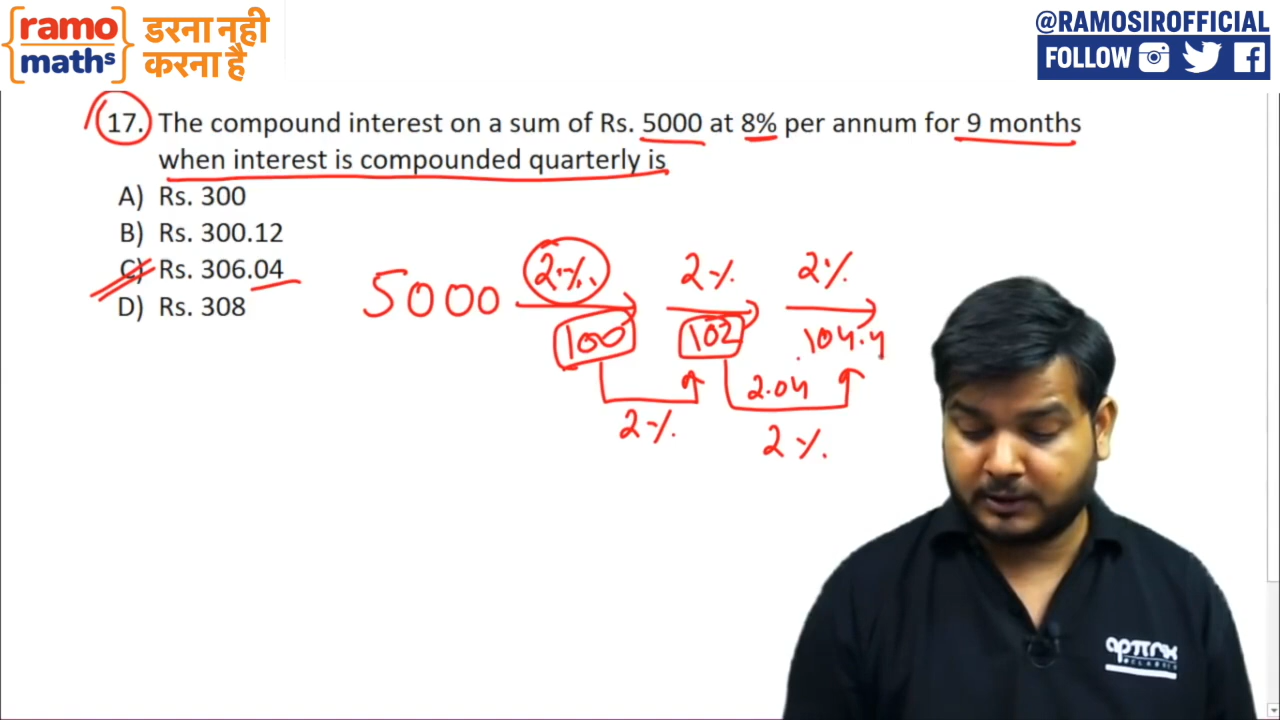 ramo
maths
डरना नही
करना है
@RAMOSIROFFICIAL
FOLLOW
17. The compound interest on a sum of Rs. 5000 at 8% per annum for 9 months
when interest is compounded quarterly is
A) Rs. 300
B) Rs. 300.12
C) Rs. 306.04
D) Rs. 308
5000 2% 2% 2%
100 102 104.4
2.04
2% 2%
aptitrix
CLASSES